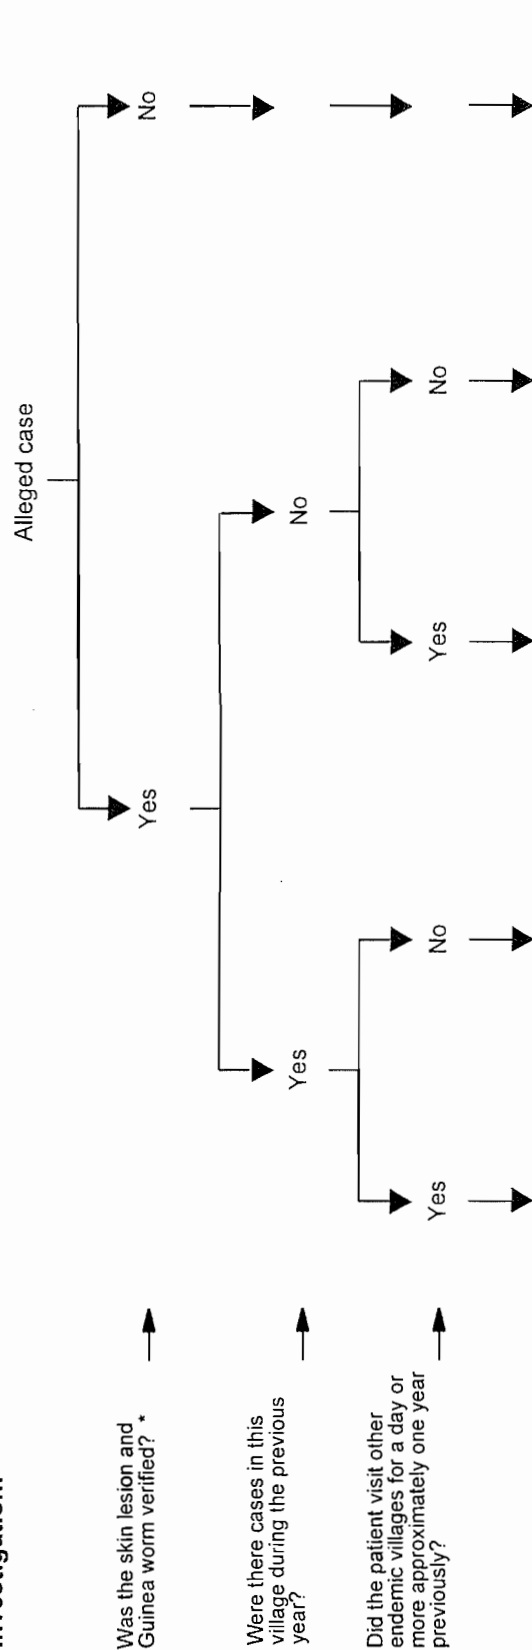 Investigation:
Alleged case
Was the skin lesion and
Guinea worm verified? *
Yes
No
Were there cases in this
village during the previous
year?
Yes
No
Did the patient visit other
endemic villages for a day or
more approximately one year
previously?
Yes
No
Yes
No